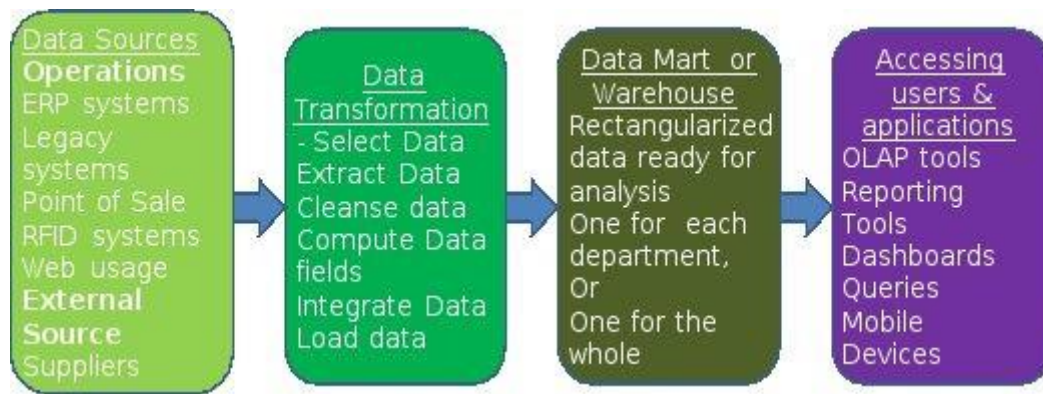 Data Sources
Operations
ERP systems
Legacy
systems
Point of Sale
RFID systems
Web usage
External
Source
Suppliers
Data
Transformation
- Select Data
Extract Data
Cleanse data
Compute Data
fields
Integrate Data
Load data
Data Mart or
Warehouse
Rectangularized
data ready for
analysis
One for each
department,
Or
One for the
whole
Accessing
users &
applications
OLAP tools
Reporting
Tools
Dashboards
Queries
Mobile
Devices